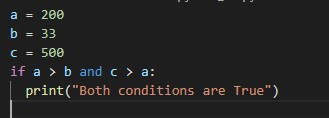 a = 200
b = 33
c = 500
if a > b and c > a:
  print("Both conditions are True")